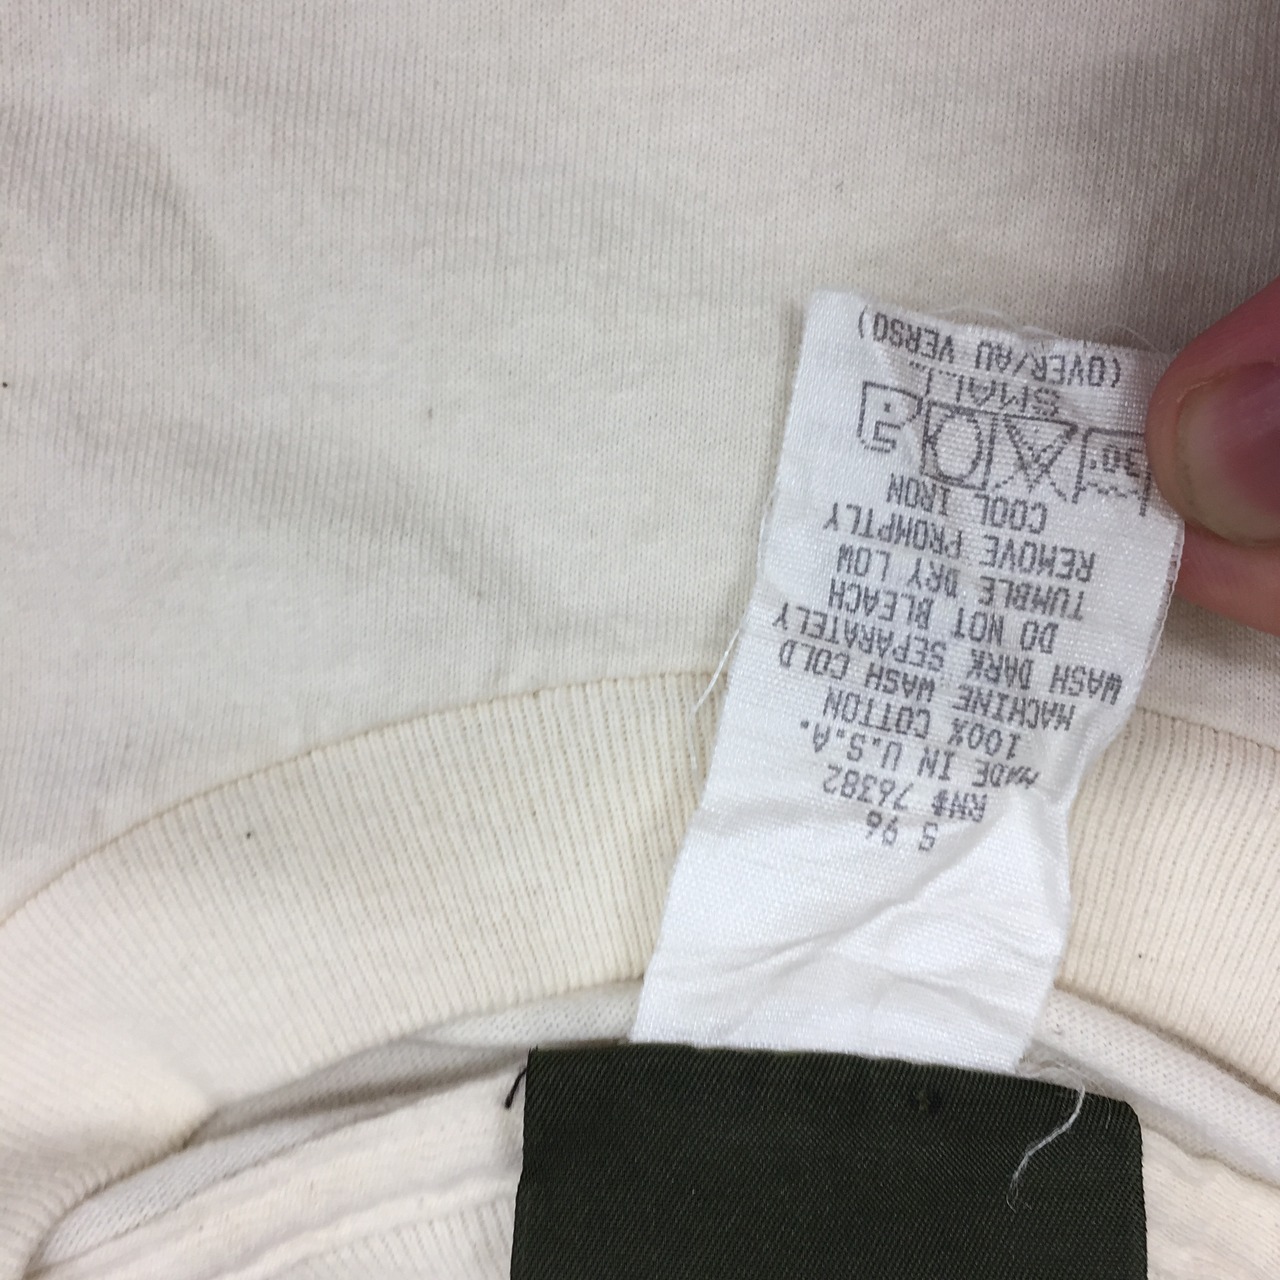 S 96
RN# 76382
MADE IN U.S.A.
100% COTTON
MACHINE WASH COLD
WASH DARK SEPARATELY
DO NOT BLEACH
TUMBLE DRY LOW
REMOVE PROMPTLY
COOL IRON
30°
SMALL
(OVER/AU VERSO)